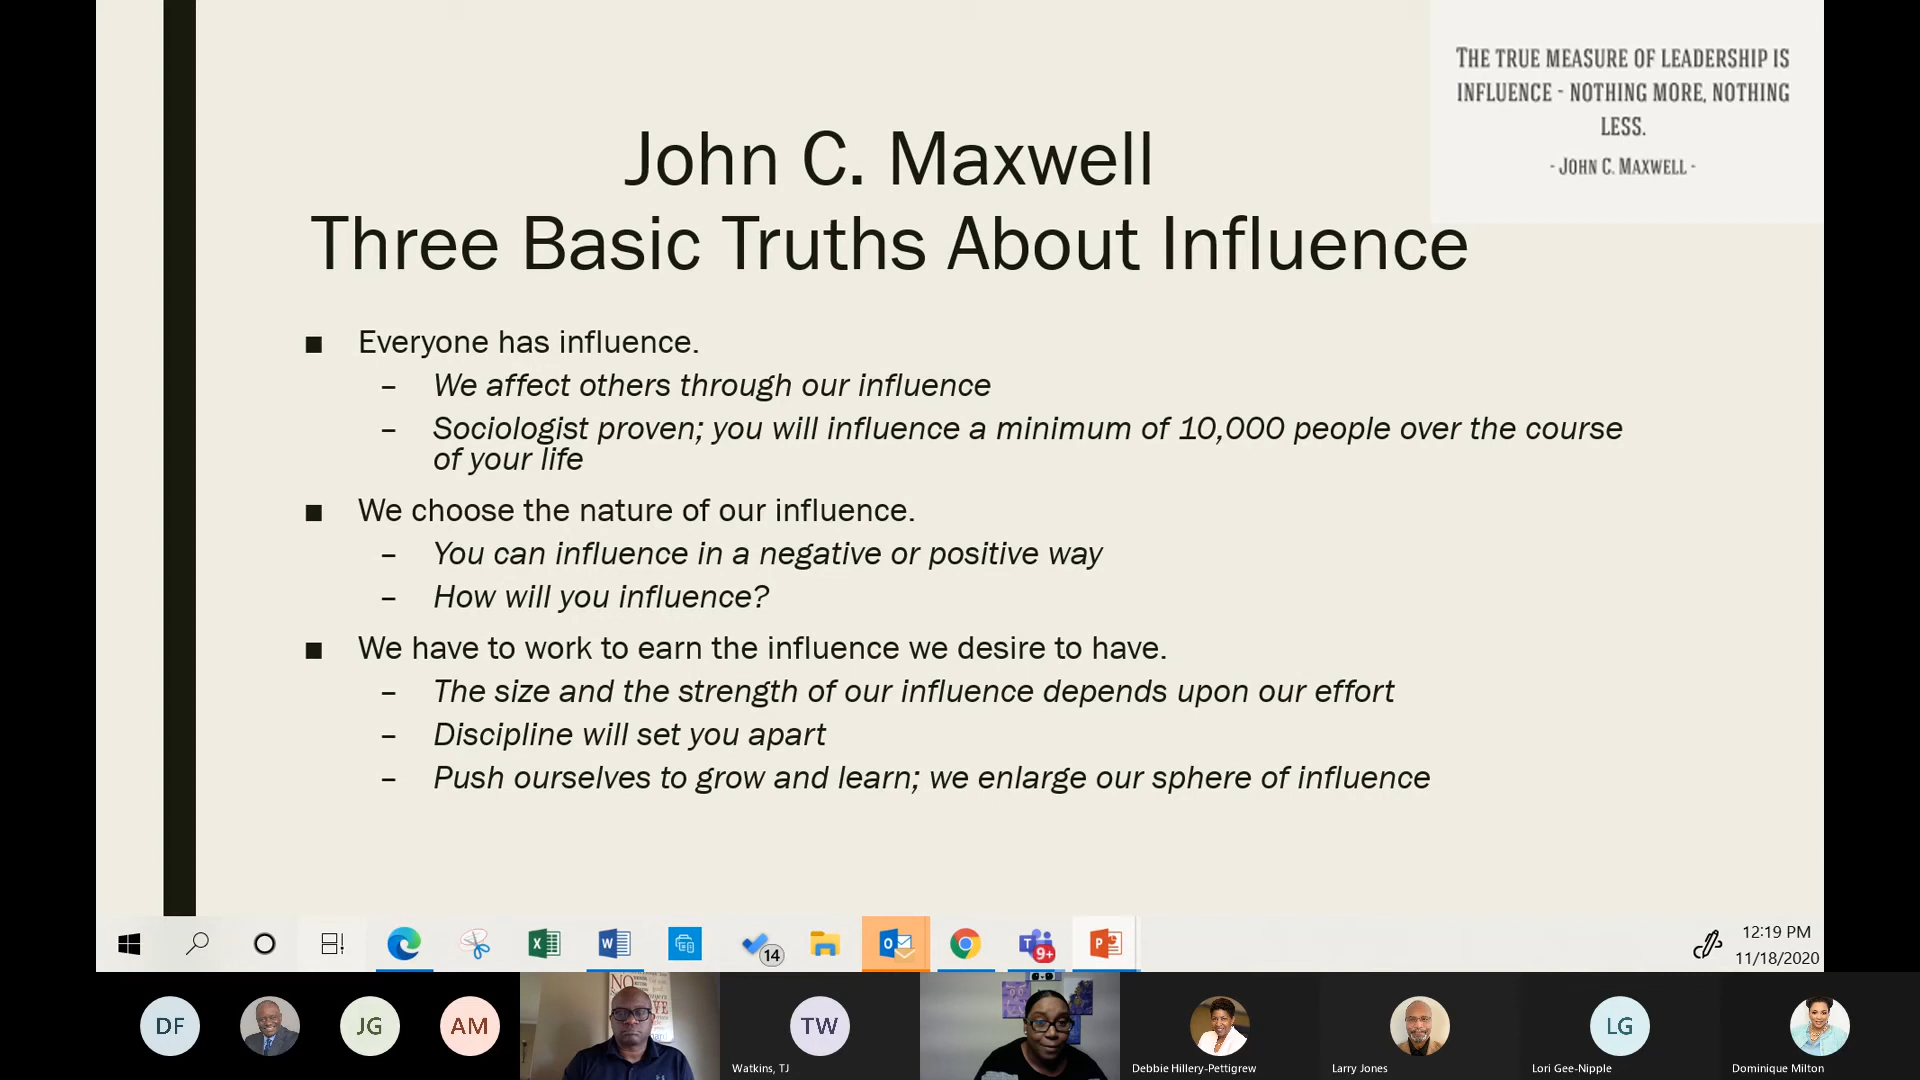 THE TRUE MEASURE OF LEADERSHIP IS
INFLUENCE - NOTHING MORE, NOTHING
LESS.
- JOHN C. MAXWELL -
John C. Maxwell
Three Basic Truths About Influence
■ Everyone has influence.
– We affect others through our influence
– Sociologist proven; you will influence a minimum of 10,000 people over the course
of your life
■ We choose the nature of our influence.
– You can influence in a negative or positive way
– How will you influence?
■ We have to work to earn the influence we desire to have.
– The size and the strength of our influence depends upon our effort
– Discipline will set you apart
– Push ourselves to grow and learn; we enlarge our sphere of influence
14
9+
12:19 PM
11/18/2020
DF
JG
AM
NO
TW
LG
Watkins, TJ
Debbie Hillery-Pettigrew
Larry Jones
Lori Gee-Nipple
Dominique Milton